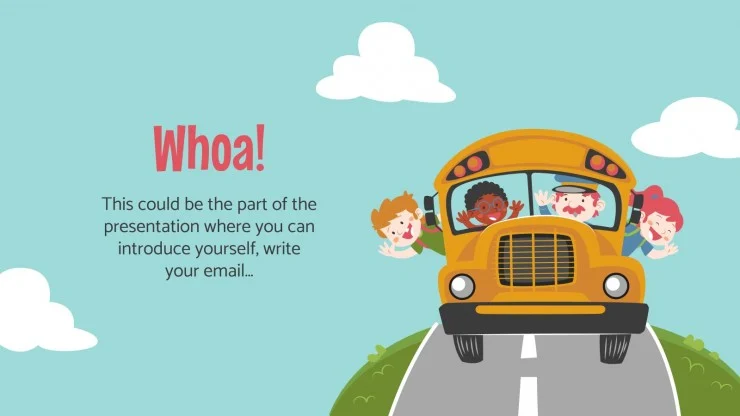 Whoa!
This could be the part of the
presentation where you can
introduce yourself, write
your email...